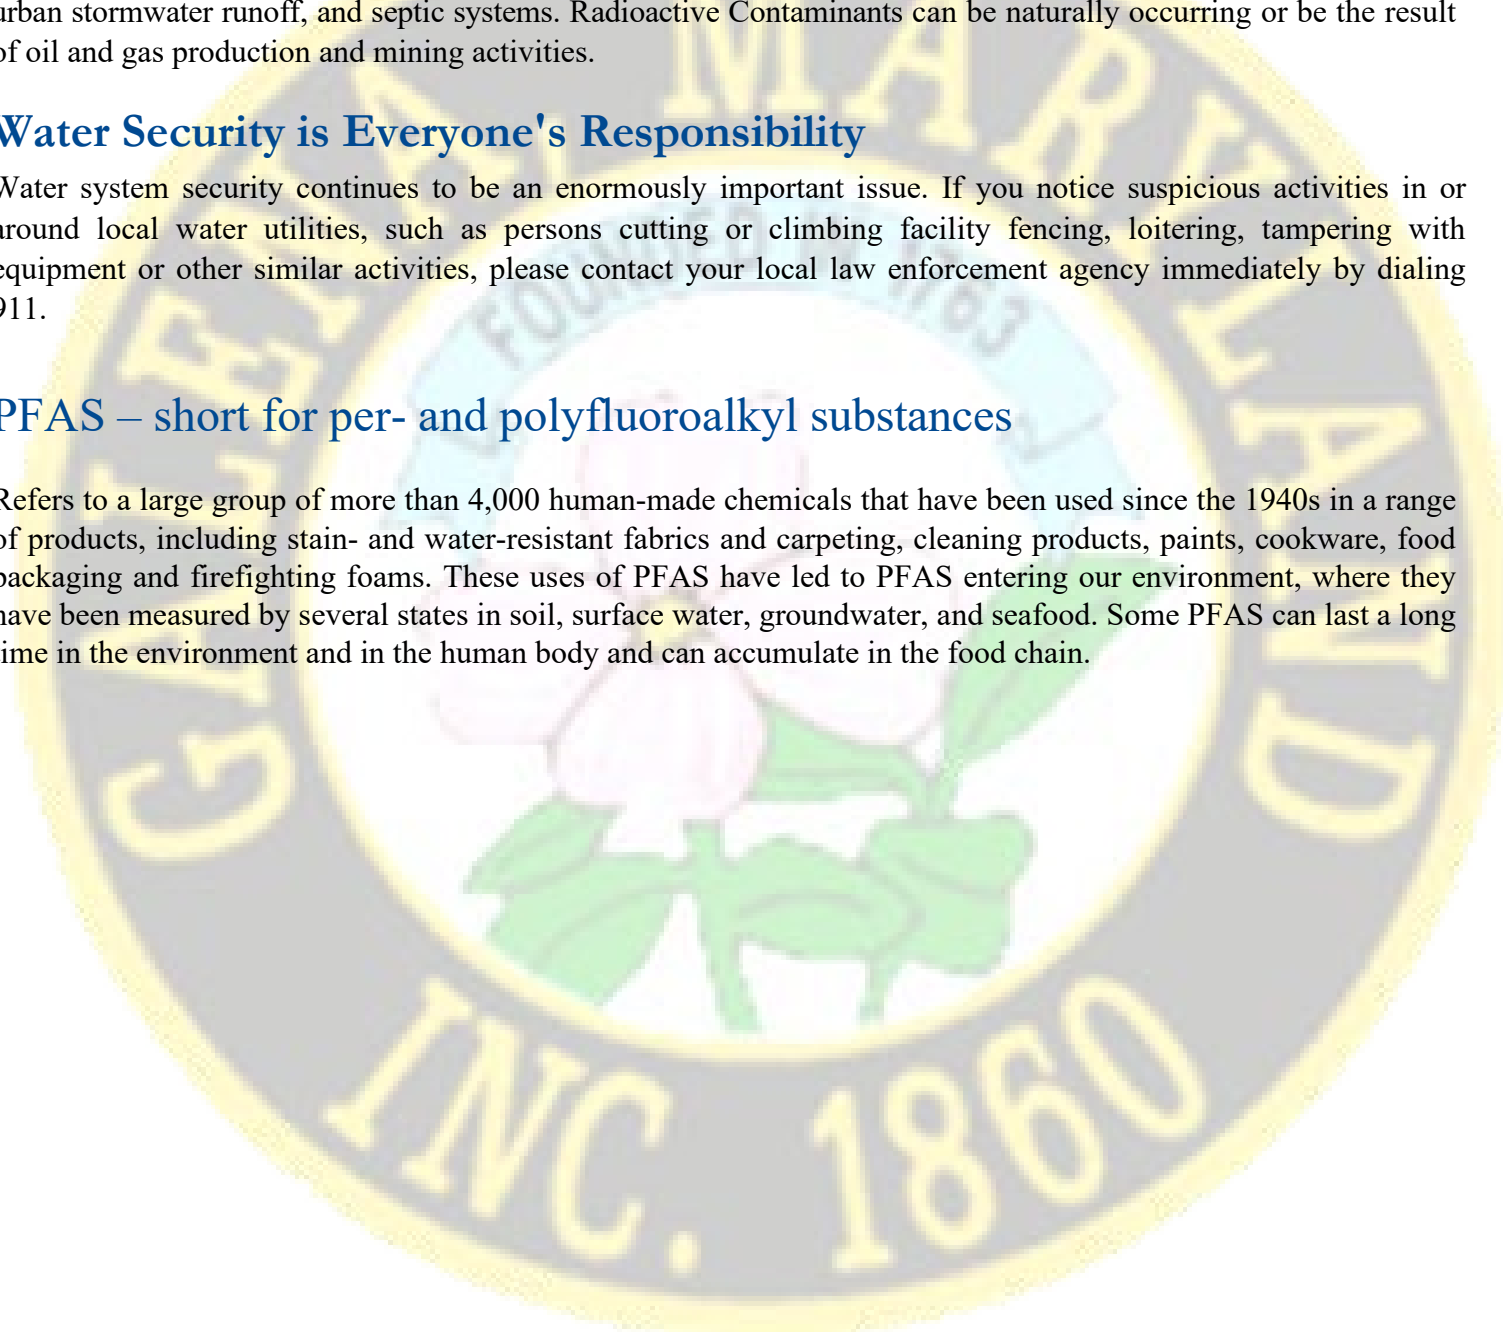 urban stormwater runoff, and septic systems. Radioactive Contaminants can be naturally occurring or be the result
of oil and gas production and mining activities.
Water Security is Everyone's Responsibility
Water system security continues to be an enormously important issue. If you notice suspicious activities in or
around local water utilities, such as persons cutting or climbing facility fencing, loitering, tampering with
equipment or other similar activities, please contact your local law enforcement agency immediately by dialing
911.
PFAS – short for per- and polyfluoroalkyl substances
Refers to a large group of more than 4,000 human-made chemicals that have been used since the 1940s in a range
of products, including stain- and water-resistant fabrics and carpeting, cleaning products, paints, cookware, food
packaging and firefighting foams. These uses of PFAS have led to PFAS entering our environment, where they
have been measured by several states in soil, surface water, groundwater, and seafood. Some PFAS can last a long
time in the environment and in the human body and can accumulate in the food chain.
GALENA, MARYLAND
FOUNDED IN 1763
INC. 1860